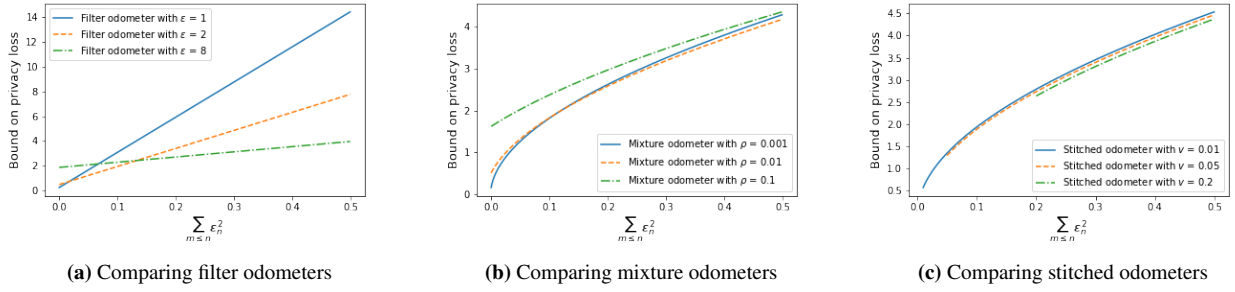 Bound on privacy loss
14
12
10
8
6
4
2
0
Filter odometer with ε = 1
Filter odometer with ε = 2
Filter odometer with ε = 8
0.0 0.1 0.2 0.3 0.4 0.5
∑ εₙ²
m≤n
(a) Comparing filter odometers
Bound on privacy loss
4
3
2
1
0
Mixture odometer with ρ = 0.001
Mixture odometer with ρ = 0.01
Mixture odometer with ρ = 0.1
0.0 0.1 0.2 0.3 0.4 0.5
∑ εₙ²
m≤n
(b) Comparing mixture odometers
Bound on privacy loss
4.5
4.0
3.5
3.0
2.5
2.0
1.5
1.0
0.5
Stitched odometer with v = 0.01
Stitched odometer with v = 0.05
Stitched odometer with v = 0.2
0.0 0.1 0.2 0.3 0.4 0.5
∑ εₙ²
m≤n
(c) Comparing stitched odometers